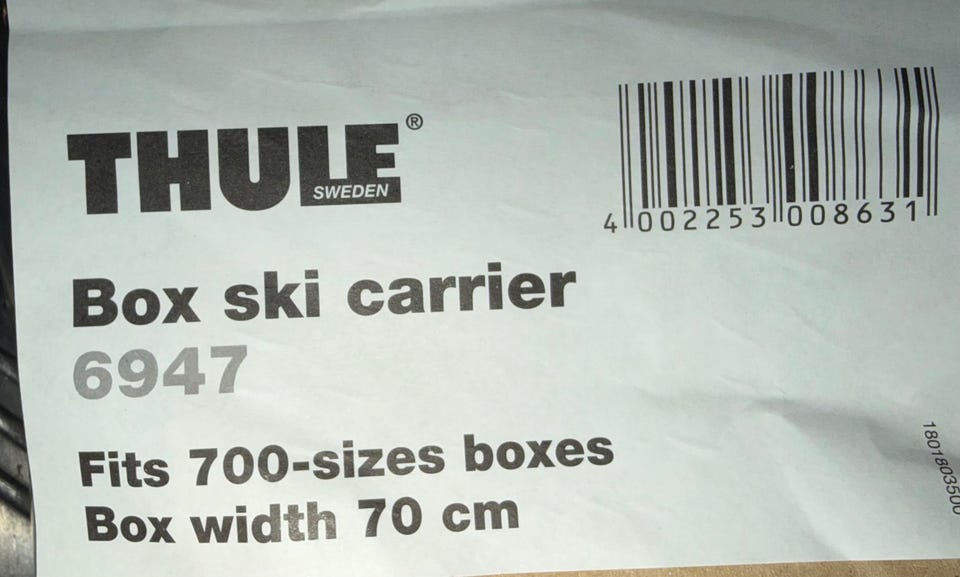 THULE®
SWEDEN
4 002253 008631
Box ski carrier
6947
Fits 700-sizes boxes
Box width 70 cm